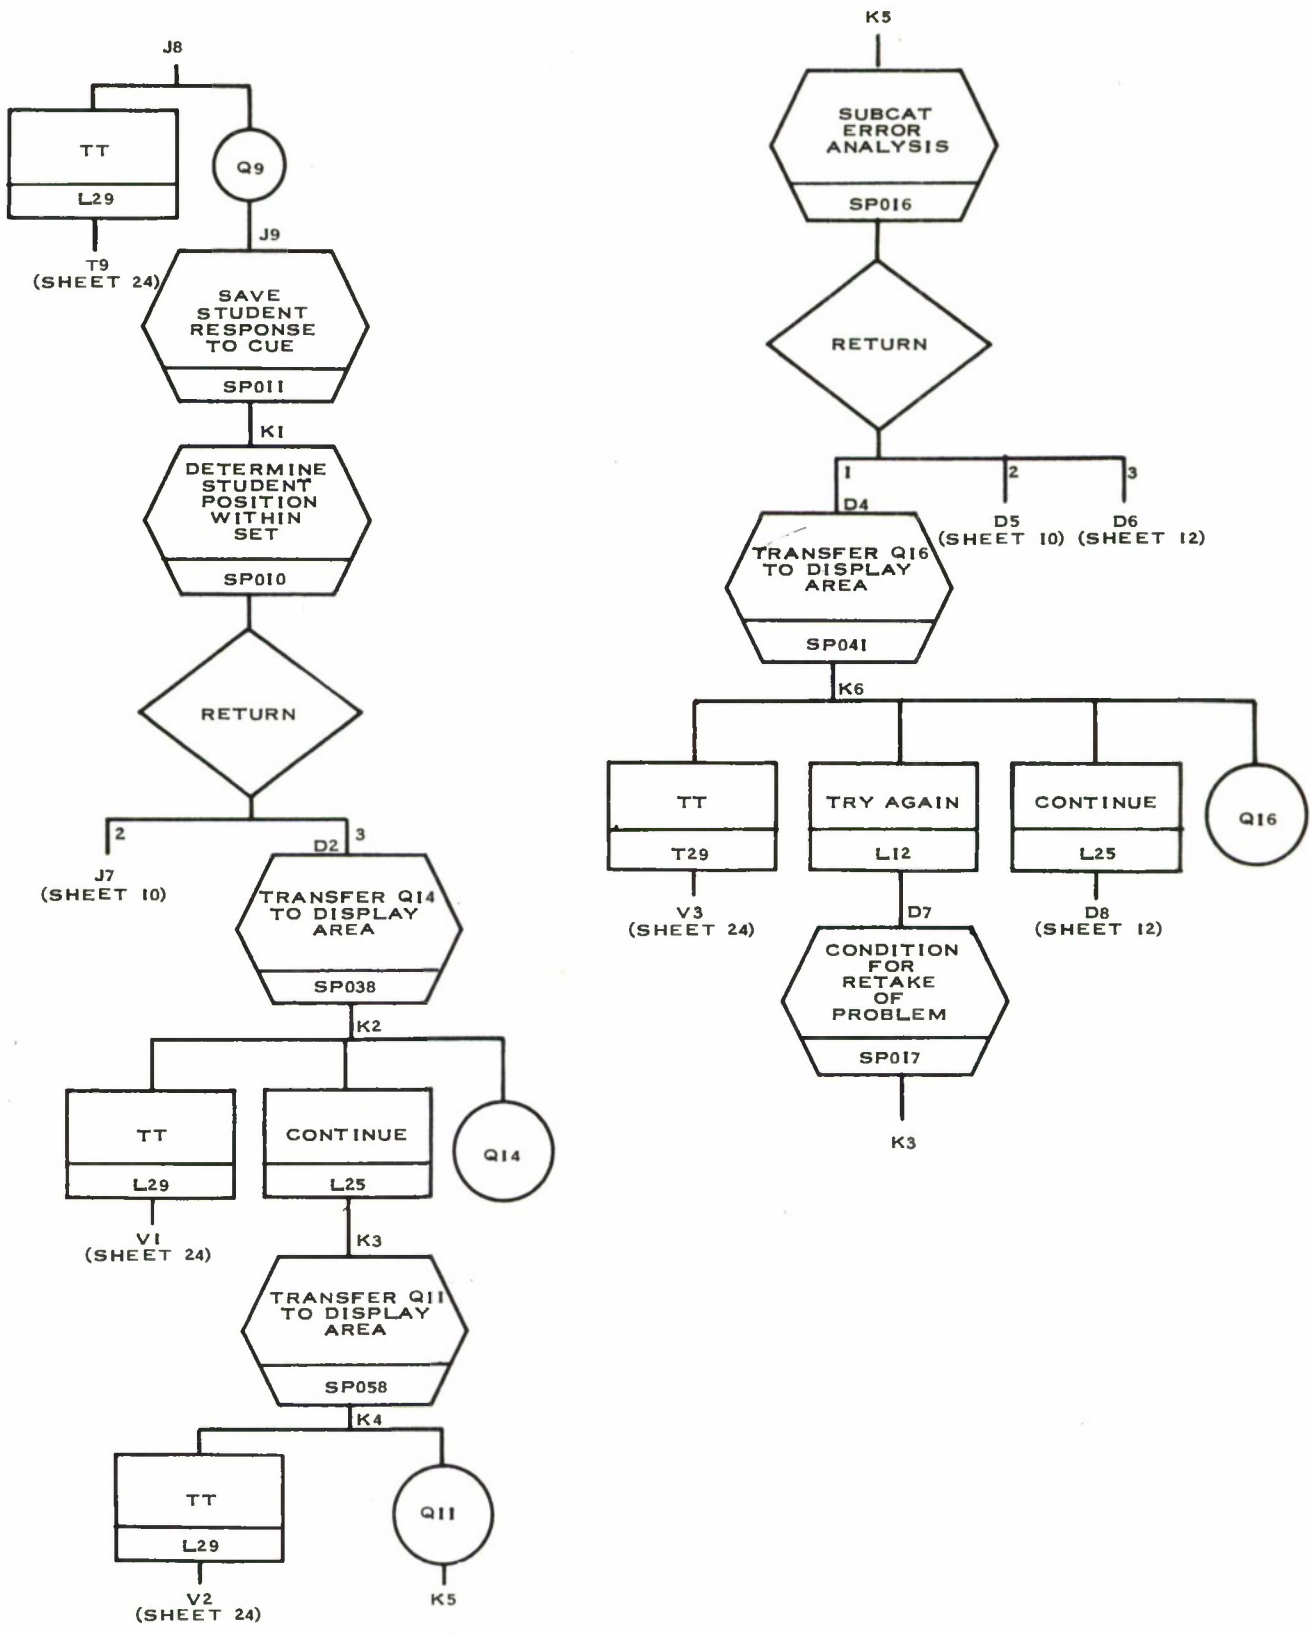 J8
TT
L29
T9
(SHEET 24)
Q9
J9
SAVE
STUDENT
RESPONSE
TO CUE
SP011
K1
DETERMINE
STUDENT
POSITION
WITHIN
SET
SP010
RETURN
2
J7
(SHEET 10)
3
D2
TRANSFER Q14
TO DISPLAY
AREA
SP038
K2
TT
L29
V1
(SHEET 24)
CONTINUE
L25
Q14
K3
TRANSFER Q11
TO DISPLAY
AREA
SP058
K4
TT
L29
V2
(SHEET 24)
Q11
K5
K5
SUBCAT
ERROR
ANALYSIS
SP016
RETURN
1
D4
2
D5
(SHEET 10)
3
D6
(SHEET 12)
TRANSFER Q16
TO DISPLAY
AREA
SP041
K6
TT
T29
V3
(SHEET 24)
TRY AGAIN
L12
D7
CONTINUE
L25
D8
(SHEET 12)
Q16
CONDITION
FOR
RETAKE
OF
PROBLEM
SP017
K3